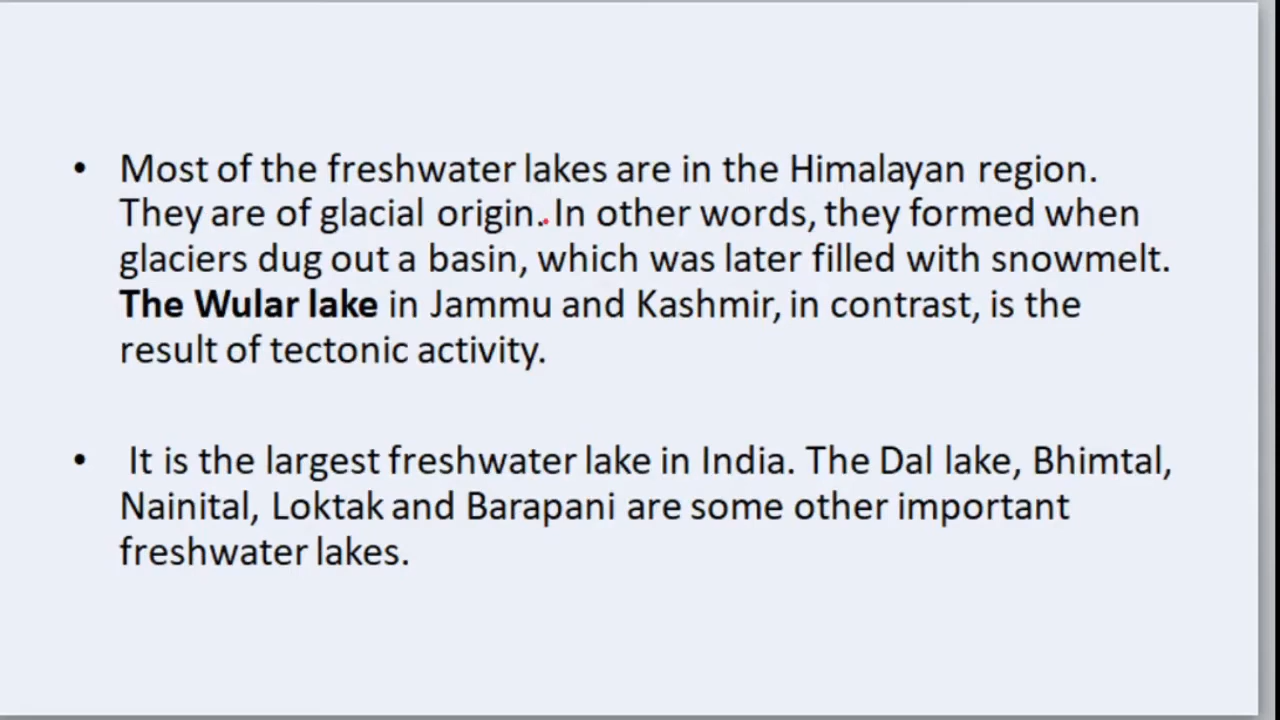 • Most of the freshwater lakes are in the Himalayan region.
They are of glacial origin. In other words, they formed when
glaciers dug out a basin, which was later filled with snowmelt.
The Wular lake in Jammu and Kashmir, in contrast, is the
result of tectonic activity.
• It is the largest freshwater lake in India. The Dal lake, Bhimtal,
Nainital, Loktak and Barapani are some other important
freshwater lakes.